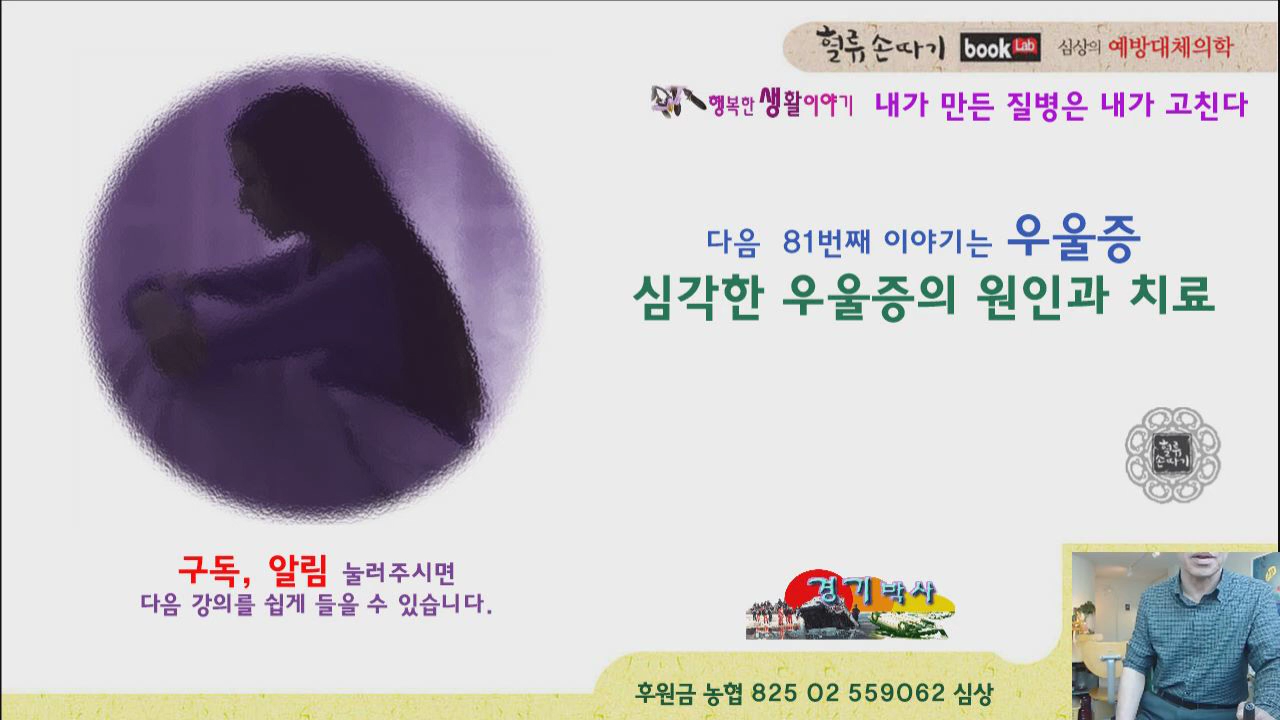 혈류 손따기 book Lab 심상의 예방대체의학
행복한 생활이야기 내가 만든 질병은 내가 고친다
다음 81번째 이야기는 우울증
심각한 우울증의 원인과 치료
혈류
손따기
구독, 알림 눌러주시면
다음 강의를 쉽게 들을 수 있습니다.
경기박사
후원금 농협 825 02 559062 심상